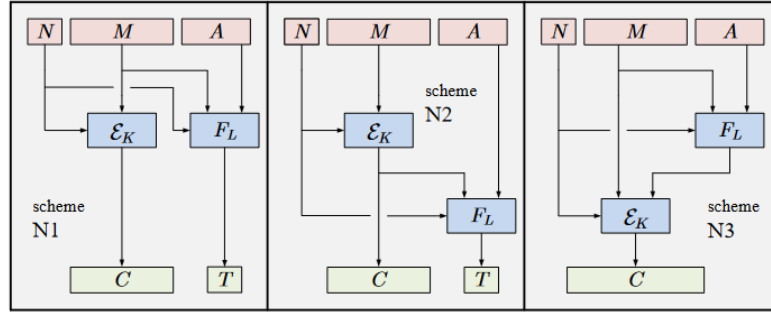 N M A
ℰ_K F_L
scheme
N1
C T
N M A
scheme
N2
ℰ_K
F_L
C T
N M A
F_L
ℰ_K
scheme
N3
C